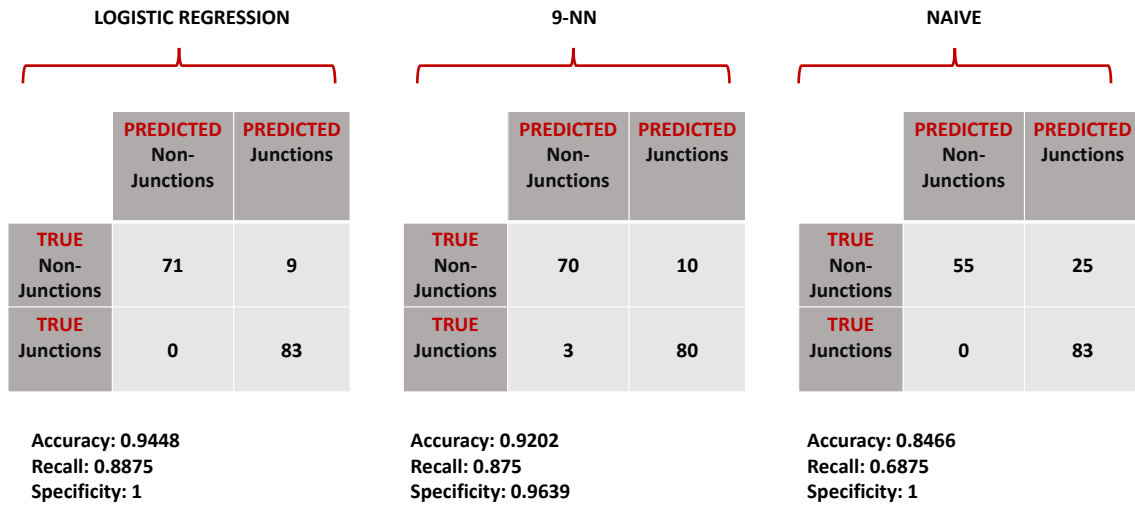 LOGISTIC REGRESSION
PREDICTED
Non-
Junctions
PREDICTED
Junctions
TRUE
Non-
Junctions
71
9
TRUE
Junctions
0
83
Accuracy: 0.9448
Recall: 0.8875
Specificity: 1
9-NN
PREDICTED
Non-
Junctions
PREDICTED
Junctions
TRUE
Non-
Junctions
70
10
TRUE
Junctions
3
80
Accuracy: 0.9202
Recall: 0.875
Specificity: 0.9639
NAIVE
PREDICTED
Non-
Junctions
PREDICTED
Junctions
TRUE
Non-
Junctions
55
25
TRUE
Junctions
0
83
Accuracy: 0.8466
Recall: 0.6875
Specificity: 1